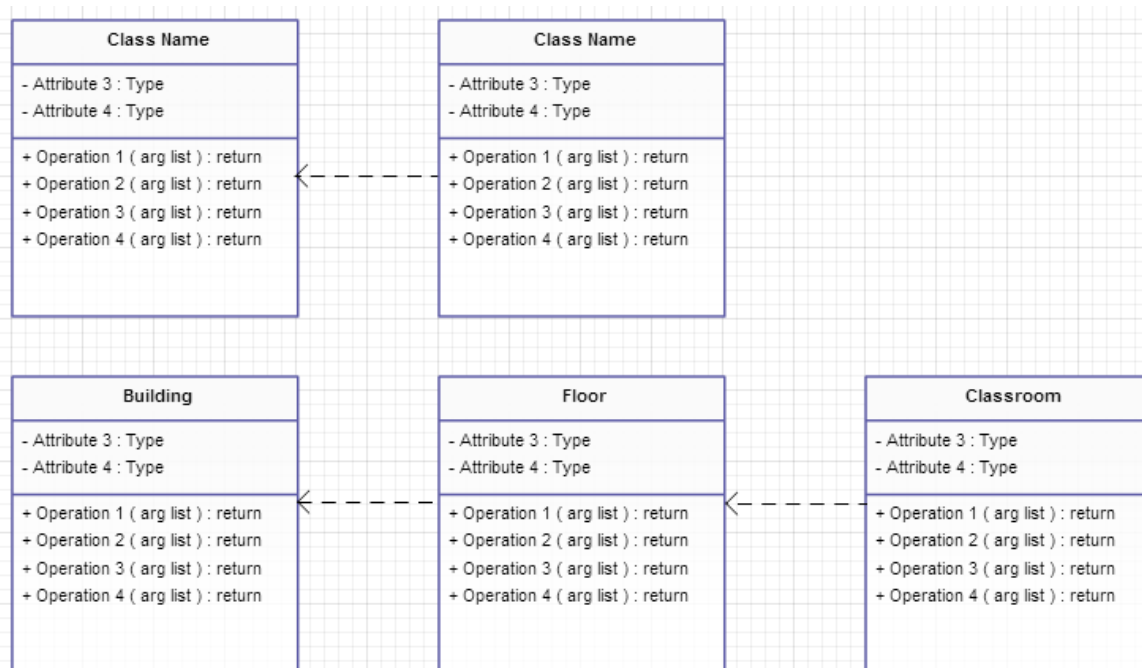 Class Name
- Attribute 3 : Type
- Attribute 4 : Type
+ Operation 1 ( arg list ) : return
+ Operation 2 ( arg list ) : return
+ Operation 3 ( arg list ) : return
+ Operation 4 ( arg list ) : return
Class Name
- Attribute 3 : Type
- Attribute 4 : Type
+ Operation 1 ( arg list ) : return
+ Operation 2 ( arg list ) : return
+ Operation 3 ( arg list ) : return
+ Operation 4 ( arg list ) : return
Building
- Attribute 3 : Type
- Attribute 4 : Type
+ Operation 1 ( arg list ) : return
+ Operation 2 ( arg list ) : return
+ Operation 3 ( arg list ) : return
+ Operation 4 ( arg list ) : return
Floor
- Attribute 3 : Type
- Attribute 4 : Type
+ Operation 1 ( arg list ) : return
+ Operation 2 ( arg list ) : return
+ Operation 3 ( arg list ) : return
+ Operation 4 ( arg list ) : return
Classroom
- Attribute 3 : Type
- Attribute 4 : Type
+ Operation 1 ( arg list ) : return
+ Operation 2 ( arg list ) : return
+ Operation 3 ( arg list ) : return
+ Operation 4 ( arg list ) : return